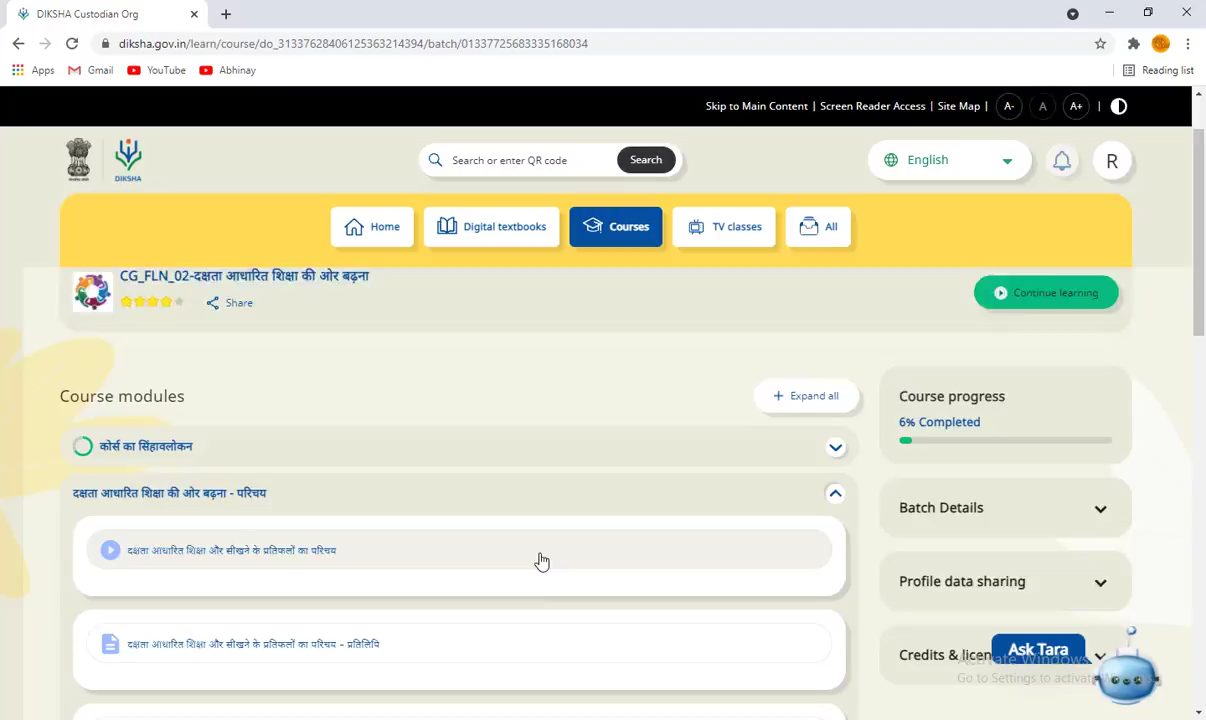 DIKSHA Custodian Org
diksha.gov.in/learn/course/do_31337628406125363214394/batch/01337725683335168034
Apps Gmail YouTube Abhinay Reading list
Skip to Main Content | Screen Reader Access | Site Map | A- A A+ |
DIKSHA
Search or enter QR code Search
English R
Home Digital textbooks Courses TV classes All
CG_FLN_02-दक्षता आधारित शिक्षा की ओर बढ़ना
Share
Continue learning
Course modules
+ Expand all
कोर्स का सिंहावलोकन
दक्षता आधारित शिक्षा की ओर बढ़ना - परिचय
दक्षता आधारित शिक्षा और सीखने के प्रतिफलों का परिचय
दक्षता आधारित शिक्षा और सीखने के प्रतिफलों का परिचय - प्रतिलिपि
Course progress
6% Completed
Batch Details
Profile data sharing
Credits & licen
Ask Tara
Activate Windows
Go to Settings to activat